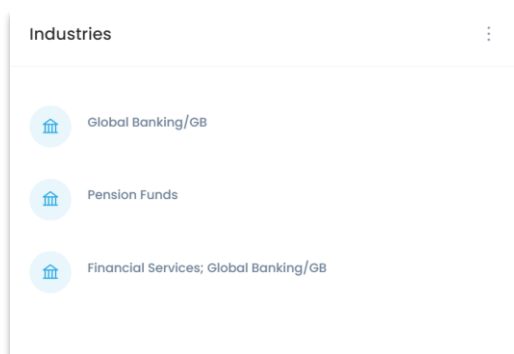 Industries
Global Banking/GB
Pension Funds
Financial Services; Global Banking/GB